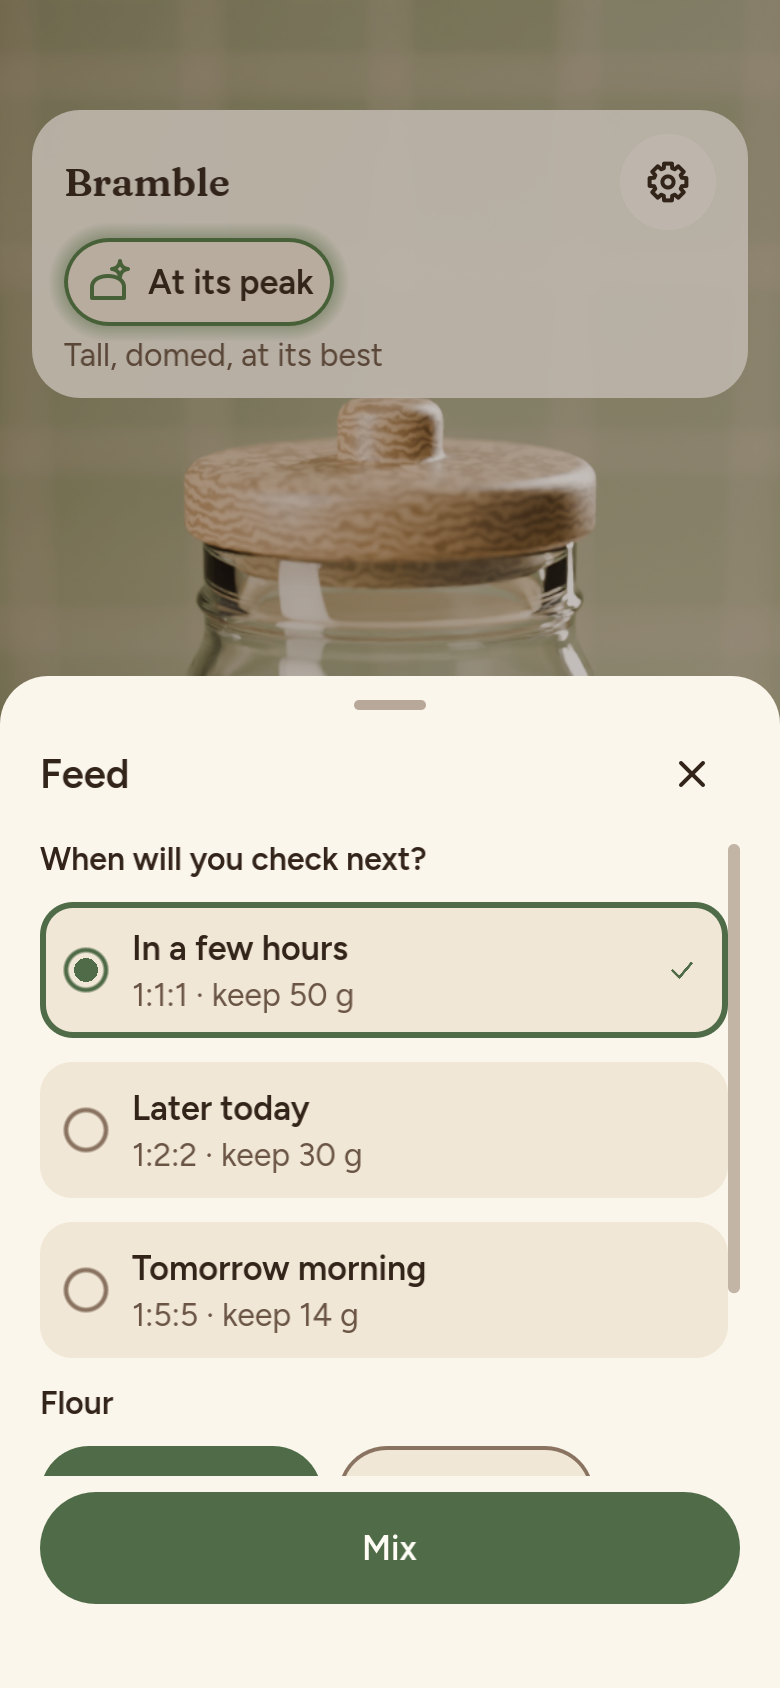 Bramble
At its peak
Tall, domed, at its best
Feed
When will you check next?
In a few hours
1:1:1 · keep 50 g
Later today
1:2:2 · keep 30 g
Tomorrow morning
1:5:5 · keep 14 g
Flour
Mix